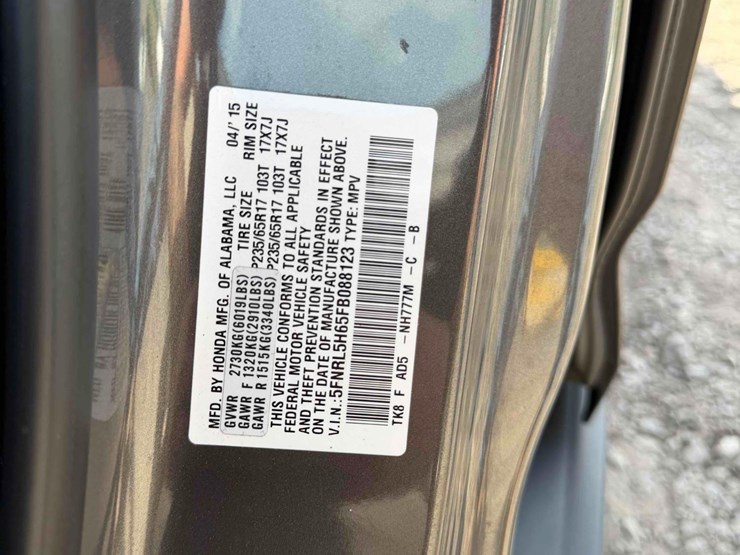 MFD. BY HONDA MFG. OF ALABAMA, LLC 04/'15
GVWR 2730KG(6019LBS) TIRE SIZE RIM SIZE
GAWR F 1320KG(2910LBS) P235/65R17 103T 17X7J
GAWR R 1515KG(3340LBS) P235/65R17 103T 17X7J
THIS VEHICLE CONFORMS TO ALL APPLICABLE
FEDERAL MOTOR VEHICLE SAFETY
AND THEFT PREVENTION STANDARDS IN EFFECT
ON THE DATE OF MANUFACTURE SHOWN ABOVE.
V.I.N.:5FNRL5H65FB088123 TYPE: MPV
TK8 F AD5 -NH777M -C -B